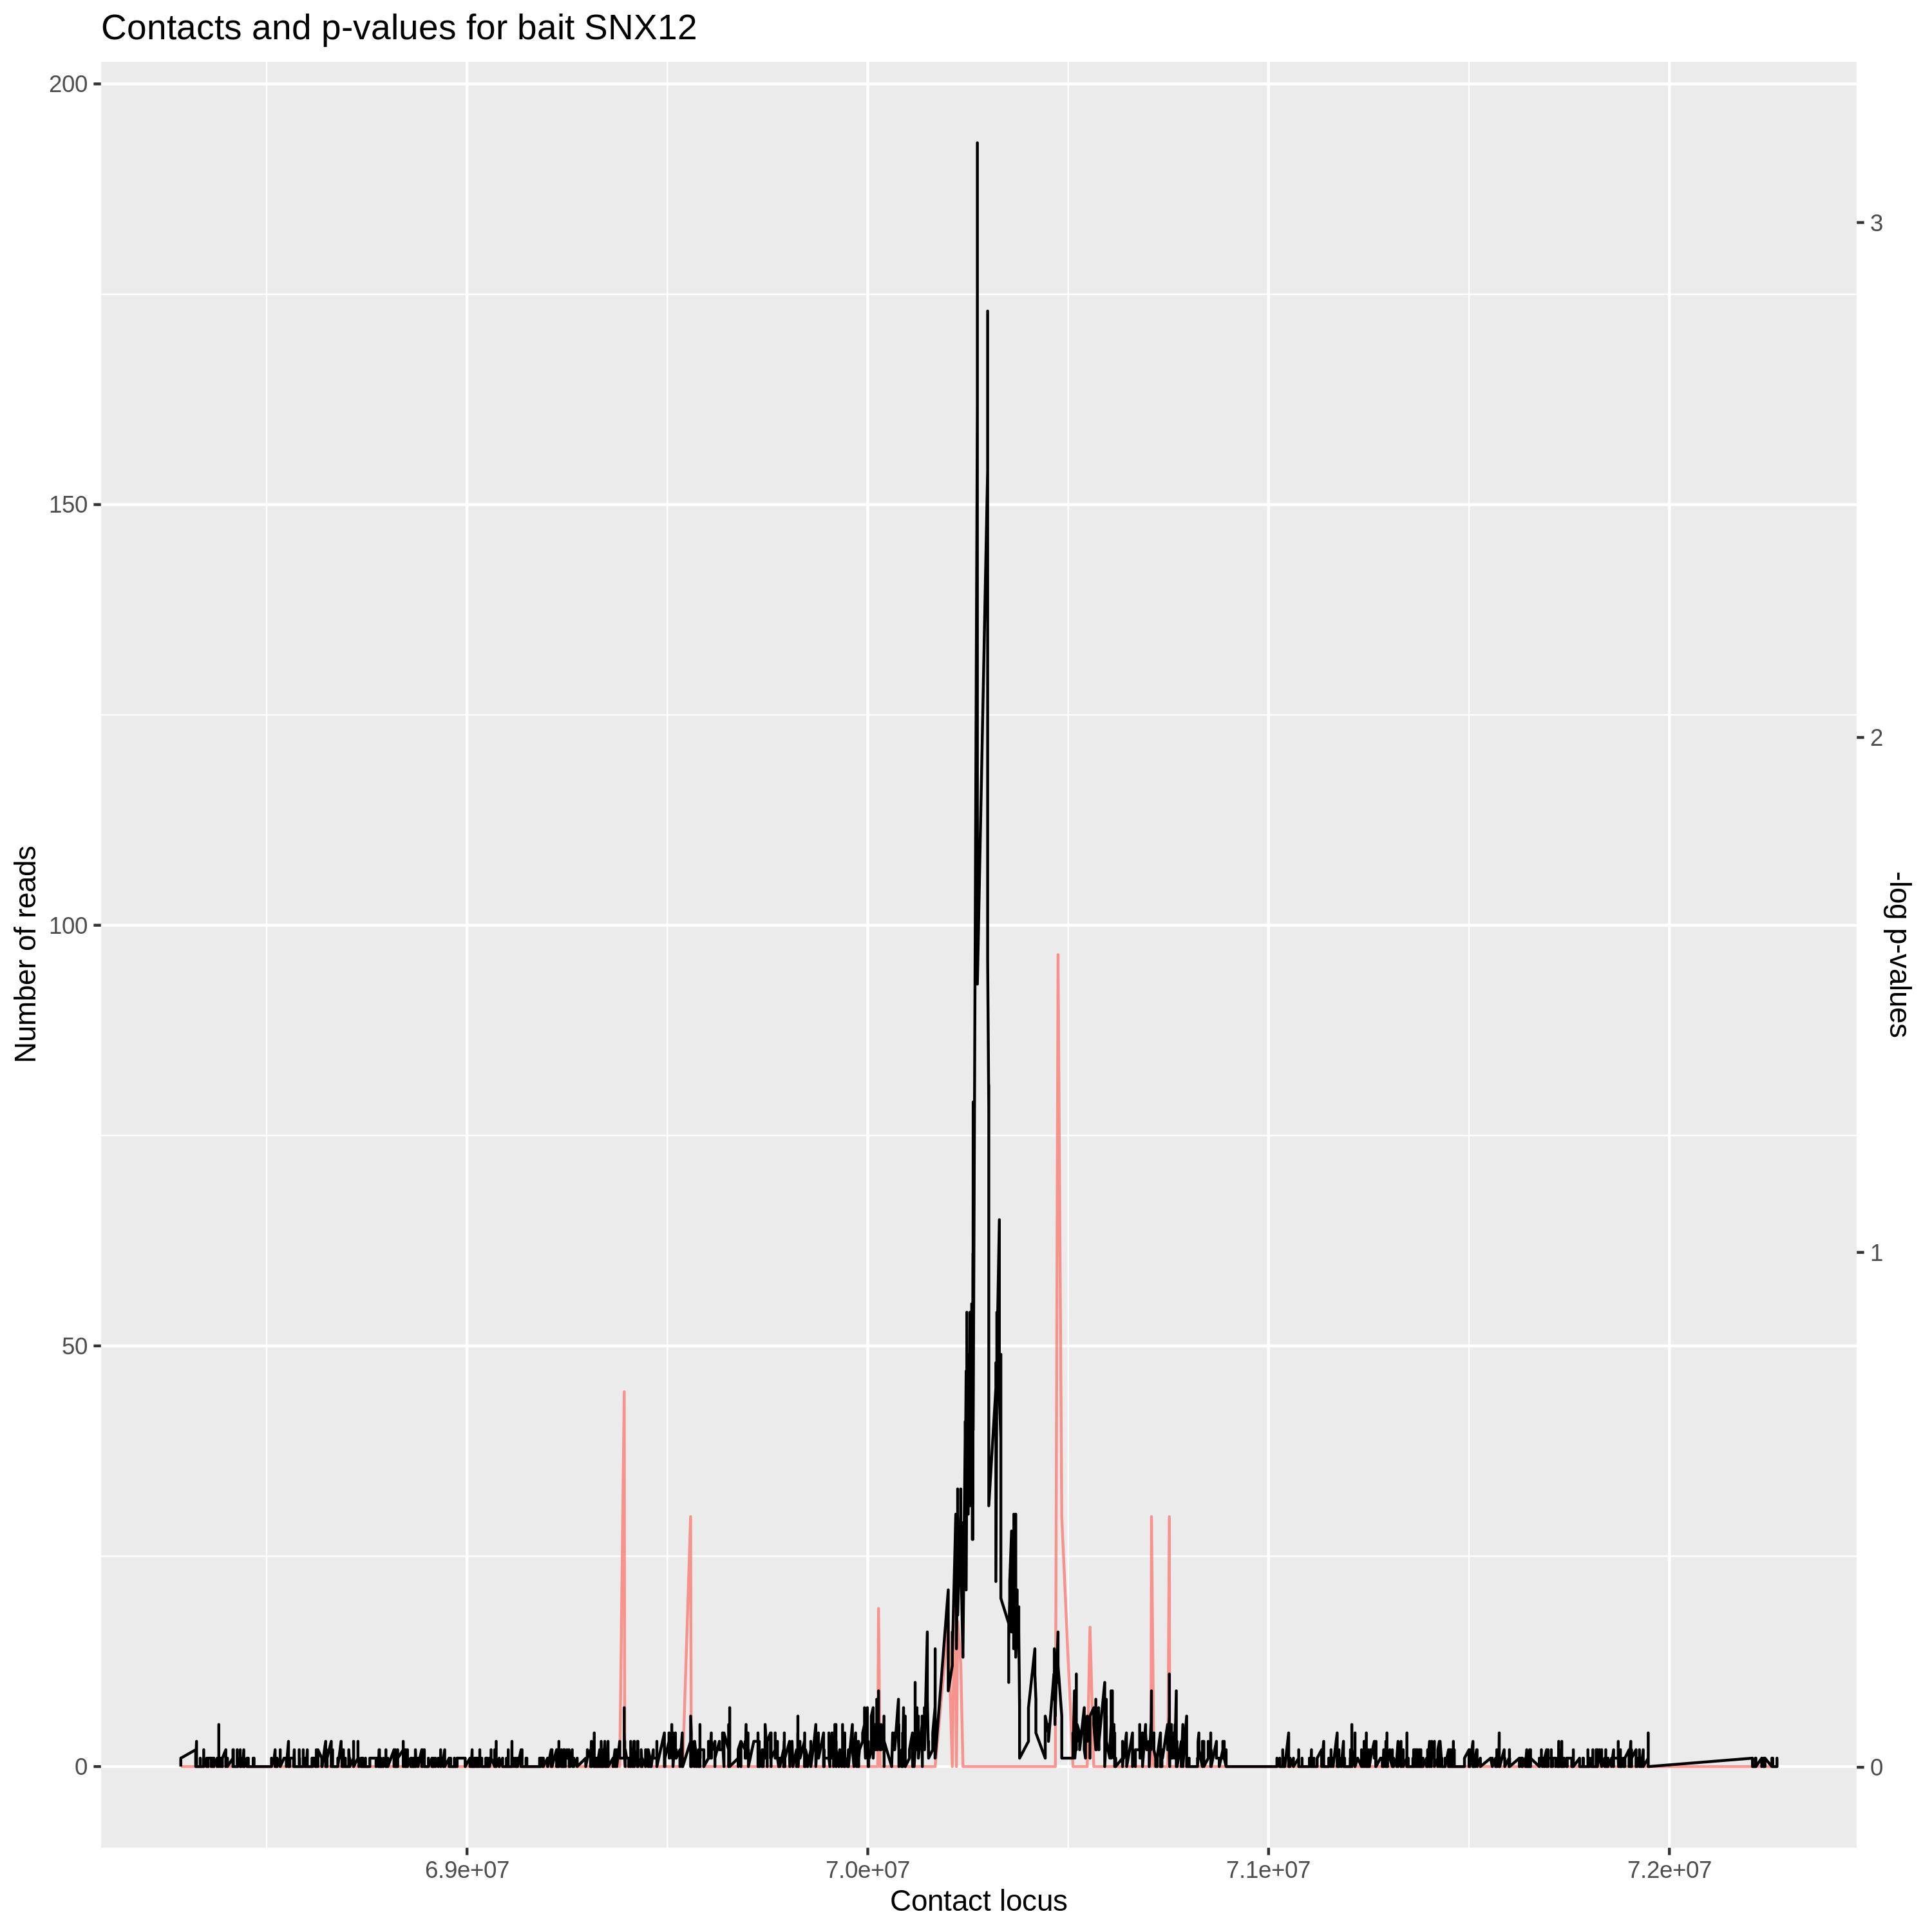 Contacts and p-values for bait SNX12
200
150
100
50
0
Number of reads
3
2
1
0
-log p-values
6.9e+07
7.0e+07
7.1e+07
7.2e+07
Contact locus